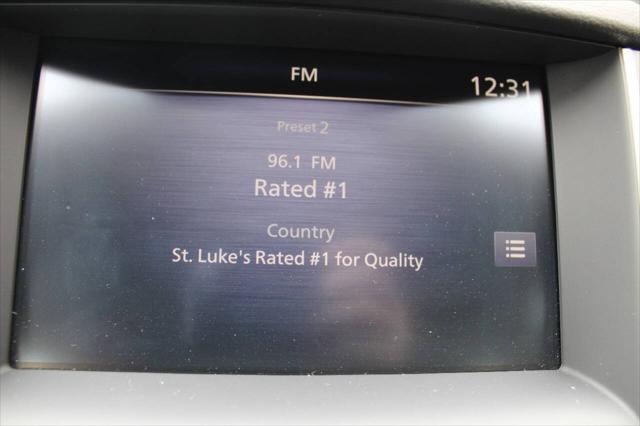 FM
12:31
Preset 2
96.1 FM
Rated #1
Country
St. Luke's Rated #1 for Quality